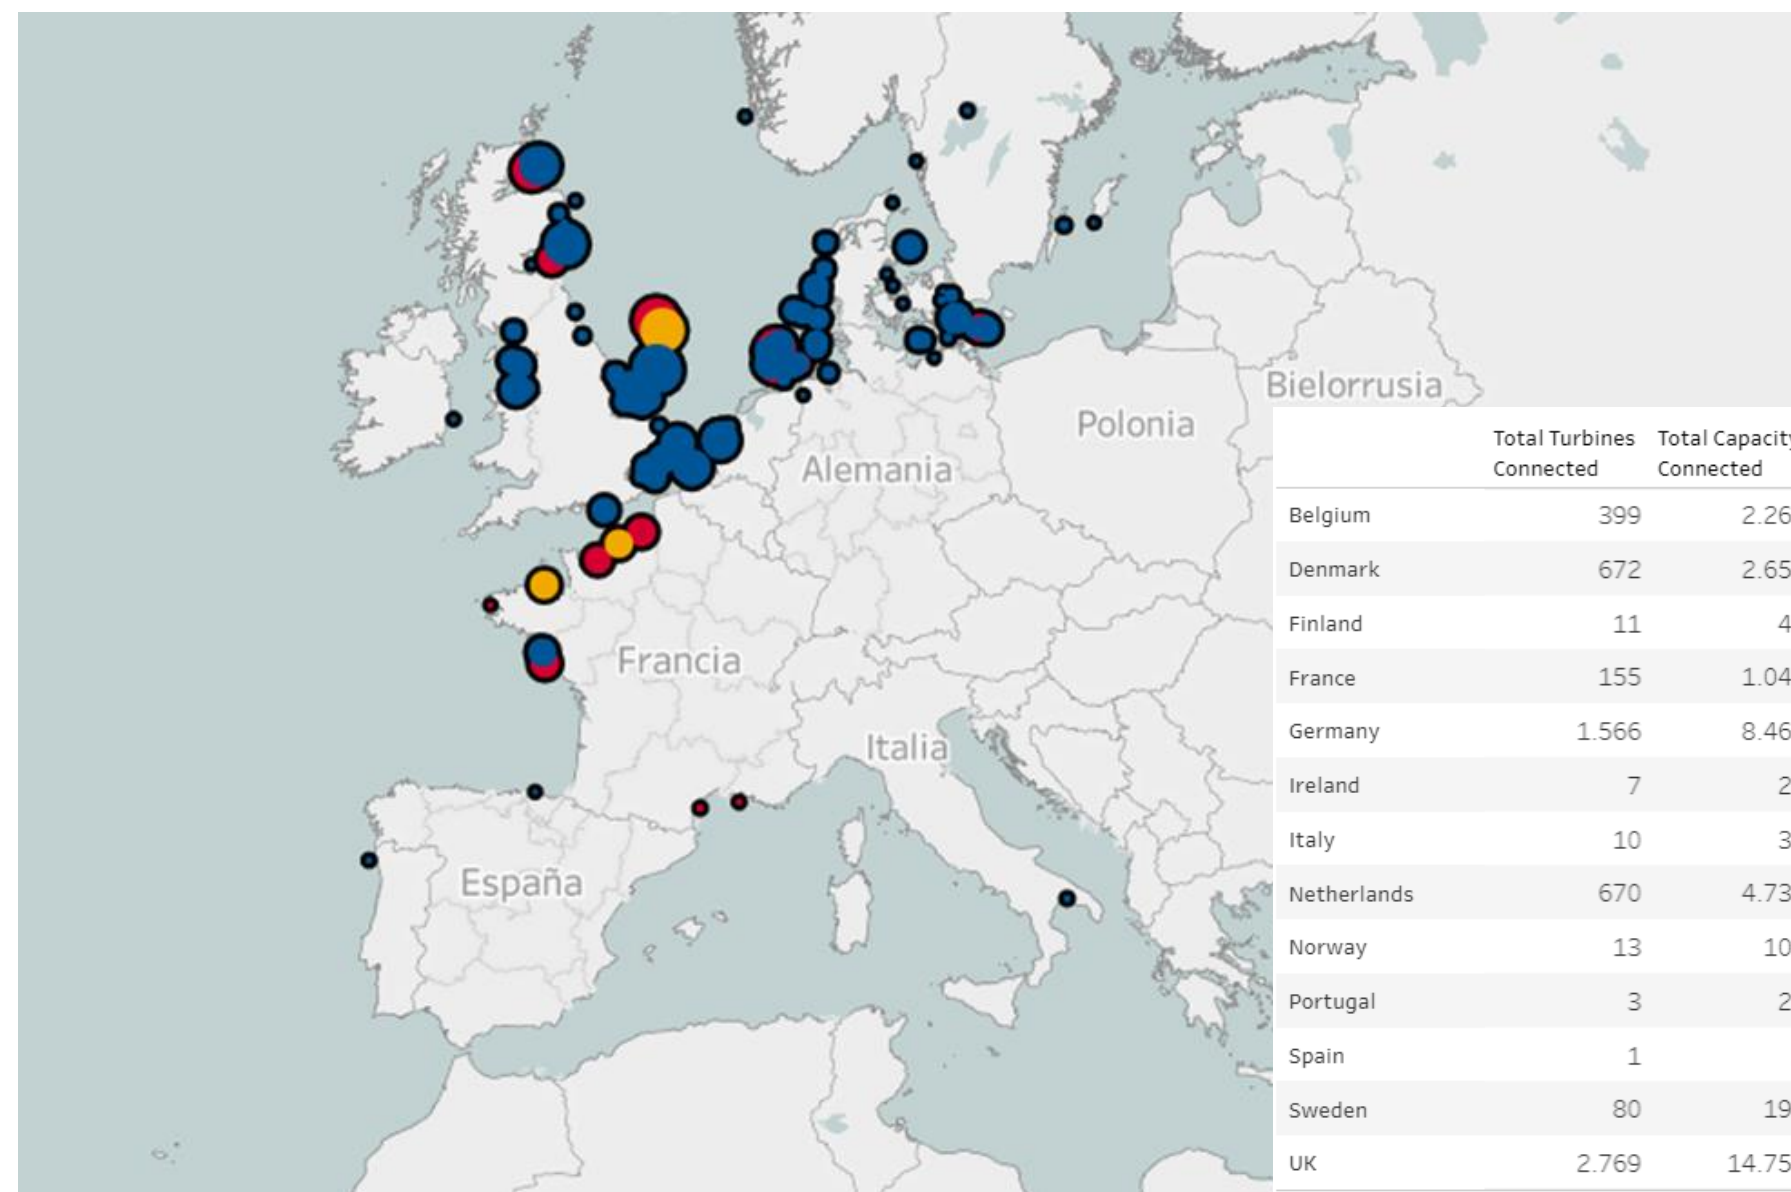 Bielorrusia
Polonia
Alemania
Francia
Italia
España
Total Turbines Connected Total Capacity Connected
Belgium 399 2.26
Denmark 672 2.65
Finland 11 4
France 155 1.04
Germany 1.566 8.46
Ireland 7 2
Italy 10 3
Netherlands 670 4.73
Norway 13 10
Portugal 3 2
Spain 1
Sweden 80 19
UK 2.769 14.75